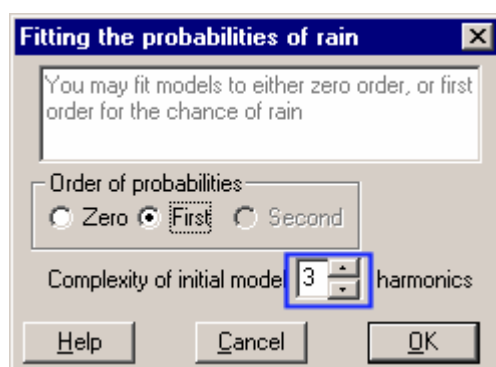 Fitting the probabilities of rain
You may fit models to either zero order, or first
order for the chance of rain
Order of probabilities
Zero First Second
Complexity of initial model 3 harmonics
Help Cancel OK